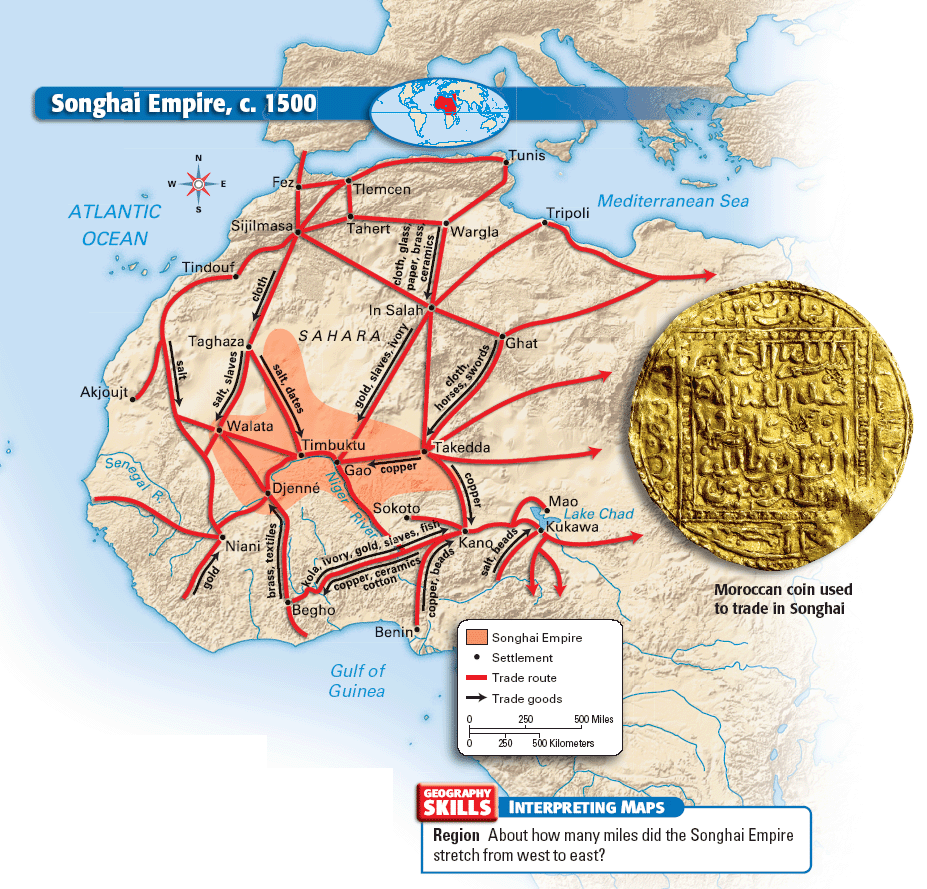 Songhai Empire, c. 1500
N
W
E
S
ATLANTIC
OCEAN
Mediterranean Sea
Tunis
Fez
Tlemcen
Sijilmasa
Tahert
Wargla
Tripoli
Tindouf
cloth
cloth, glass,
paper, brass,
ceramics
In Salah
SAHARA
Taghaza
Ghat
salt
salt, slaves
salt, dates
gold, slaves, ivory
cloth,
horses, swords
Akjoujt
Walata
Timbuktu
Takedda
Gao
copper
Senegal R.
Djenné
Niger River
copper
Sokoto
Mao
Lake Chad
Kukawa
Niani
Kano
gold
brass, textiles
kola, ivory, gold, slaves, fish
copper, ceramics
cotton
copper, beads
salt, beads
Begho
Benin
Gulf of
Guinea
Songhai Empire
Settlement
Trade route
Trade goods
0 250 500 Miles
0 250 500 Kilometers
Moroccan coin used
to trade in Songhai
GEOGRAPHY
SKILLS
INTERPRETING MAPS
Region About how many miles did the Songhai Empire
stretch from west to east?